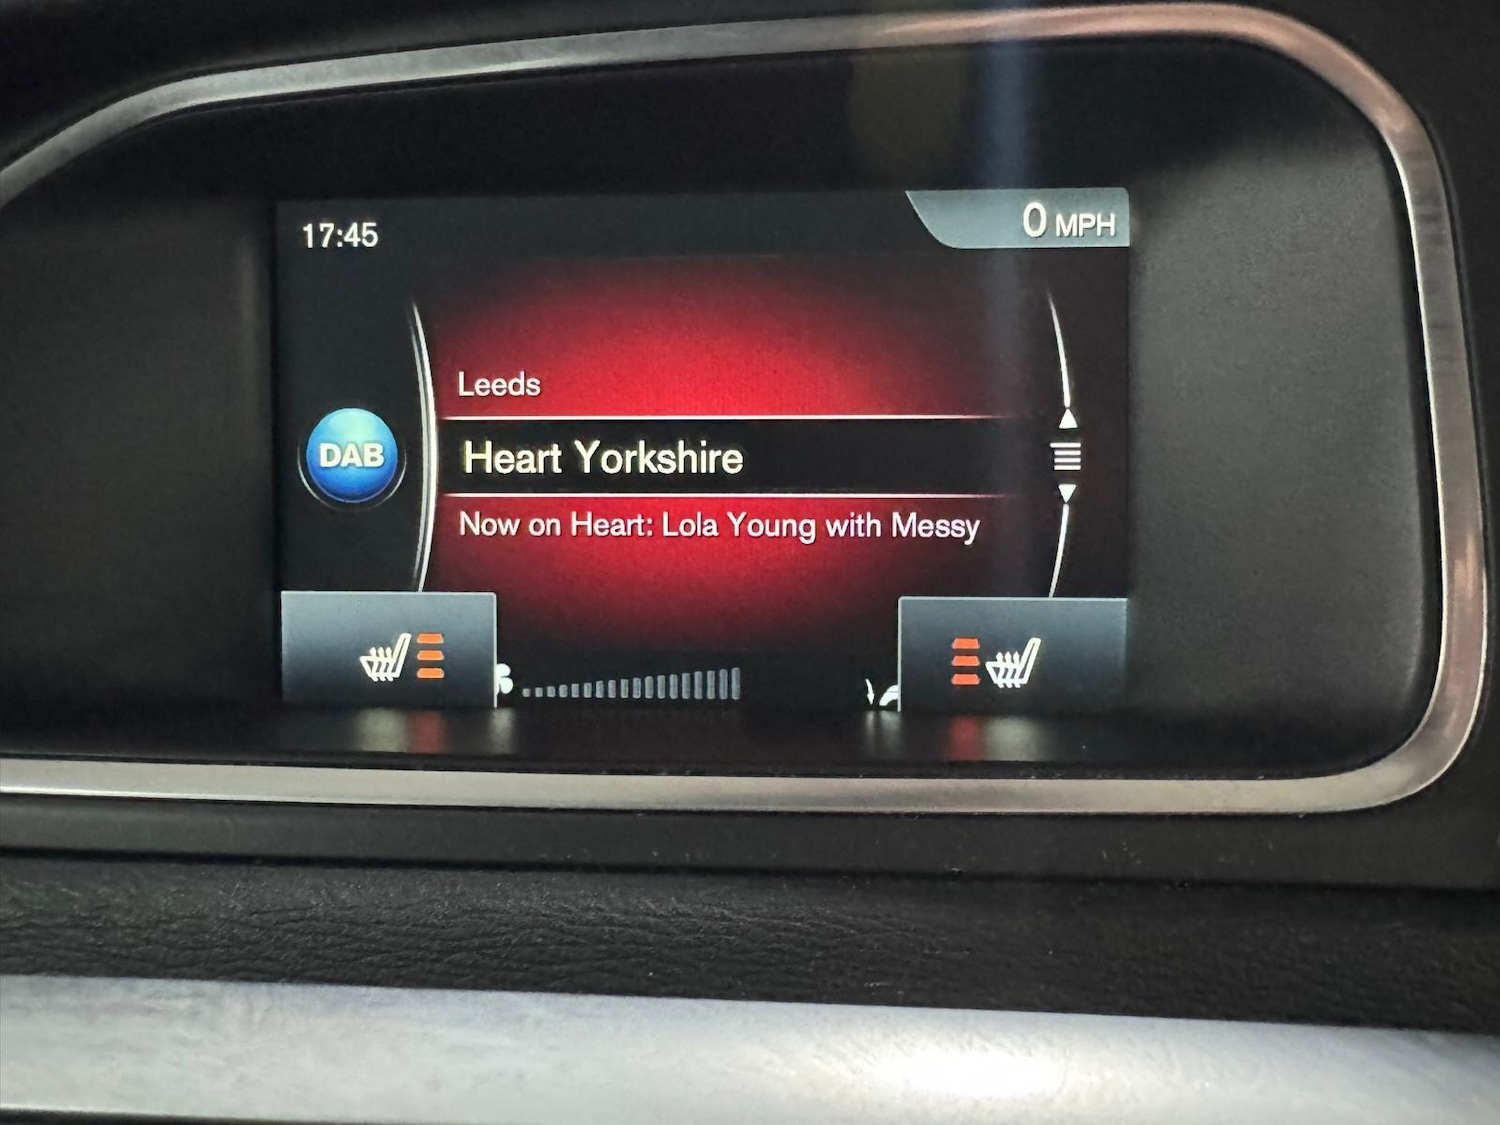 17:45
0 MPH
Leeds
DAB
Heart Yorkshire
Now on Heart: Lola Young with Messy